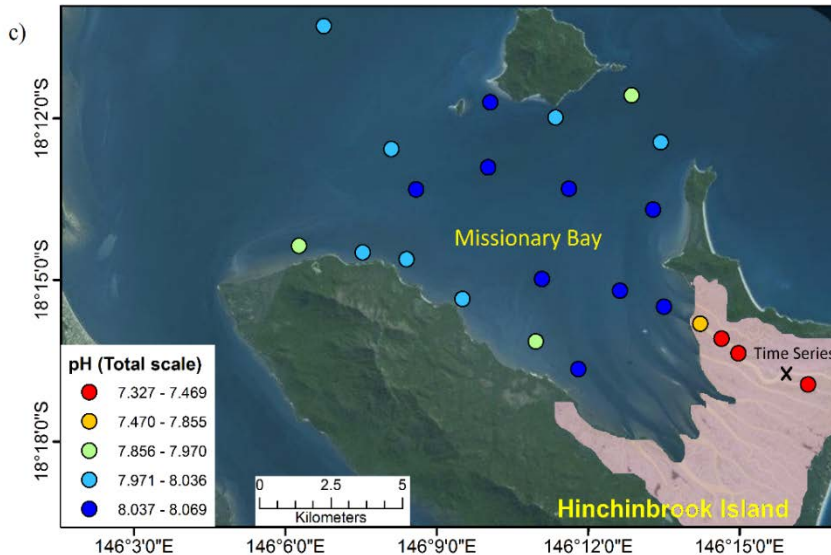 c)
18°12'0"S
18°15'0"S
18°18'0"S
Missionary Bay
Time Series
X
Hinchinbrook Island
pH (Total scale)
7.327 - 7.469
7.470 - 7.855
7.856 - 7.970
7.971 - 8.036
8.037 - 8.069
0 2.5 5
Kilometers
146°3'0"E 146°6'0"E 146°9'0"E 146°12'0"E 146°15'0"E